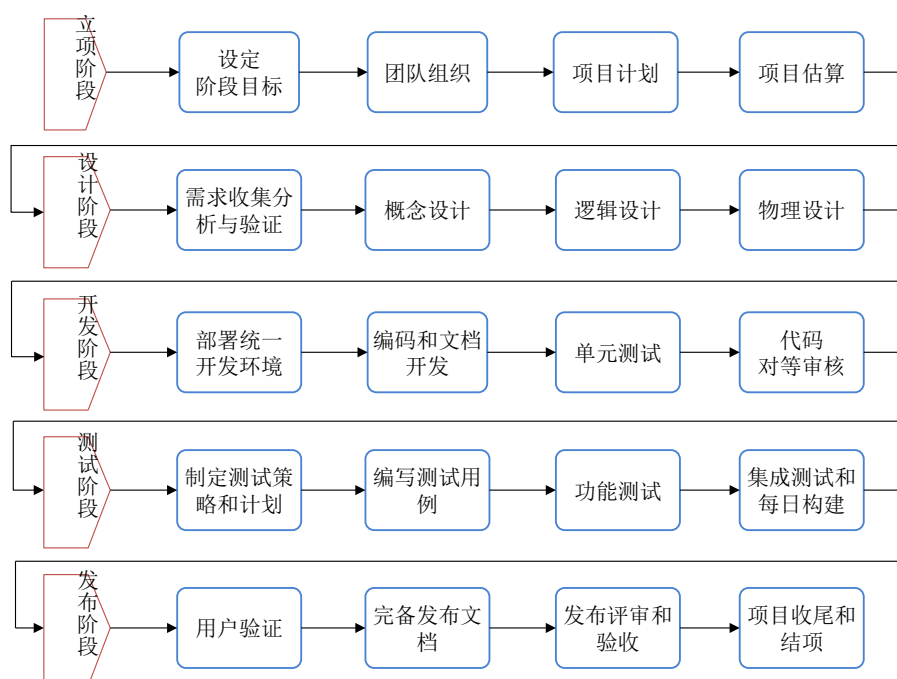 立项阶段
设定
阶段目标
团队组织
项目计划
项目估算
设计阶段
需求收集分
析与验证
概念设计
逻辑设计
物理设计
开发阶段
部署统一
开发环境
编码和文档
开发
单元测试
代码
对等审核
测试阶段
制定测试策
略和计划
编写测试用
例
功能测试
集成测试和
每日构建
发布阶段
用户验证
完备发布文
档
发布评审和
验收
项目收尾和
结项